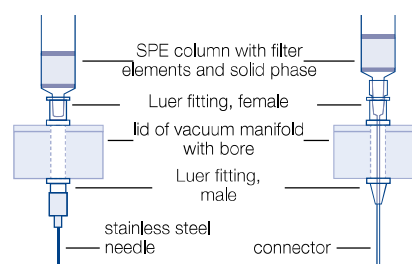 SPE column with filter
elements and solid phase
Luer fitting, female
lid of vacuum manifold
with bore
Luer fitting,
male
stainless steel
needle
connector